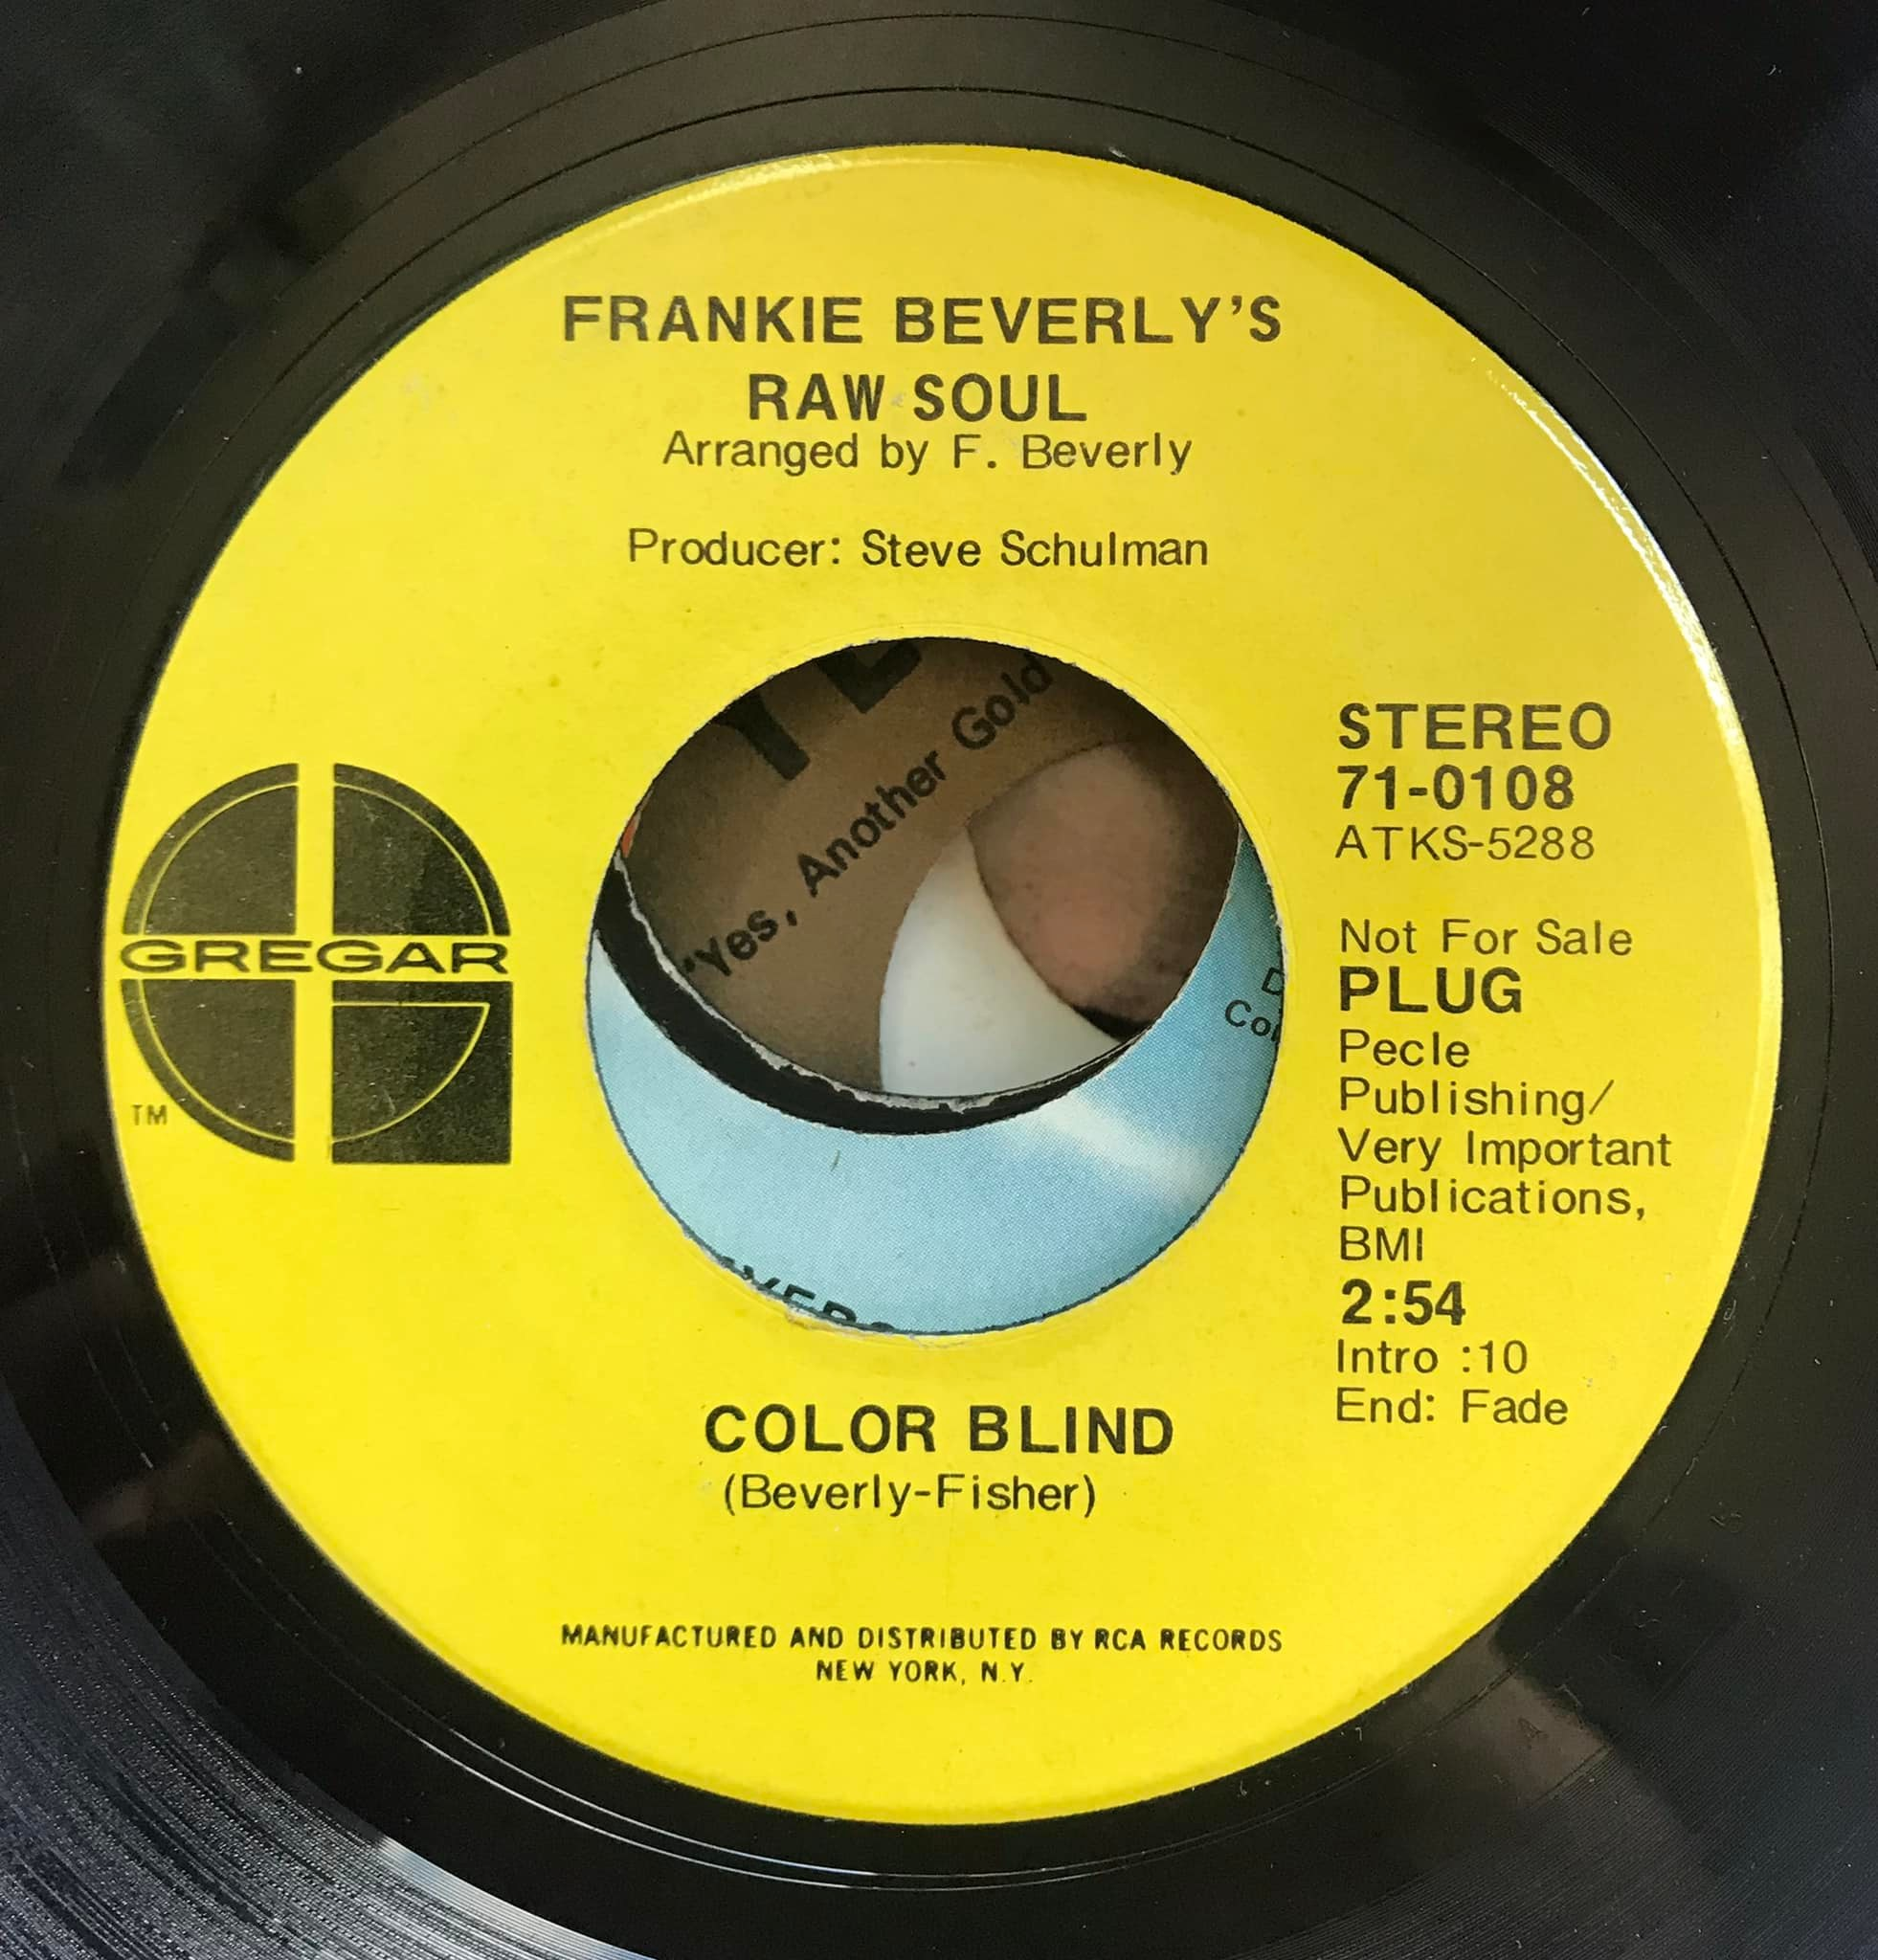 FRANKIE BEVERLY'S
RAW SOUL
Arranged by F. Beverly
Producer: Steve Schulman
"Yes, Another Gold
GREGAR
TM
STEREO
71-0108
ATKS-5288
Not For Sale
PLUG
Pecle
Publishing/
Very Important
Publications,
BMI
2:54
Intro :10
End: Fade
COLOR BLIND
(Beverly-Fisher)
MANUFACTURED AND DISTRIBUTED BY RCA RECORDS
NEW YORK, N.Y.